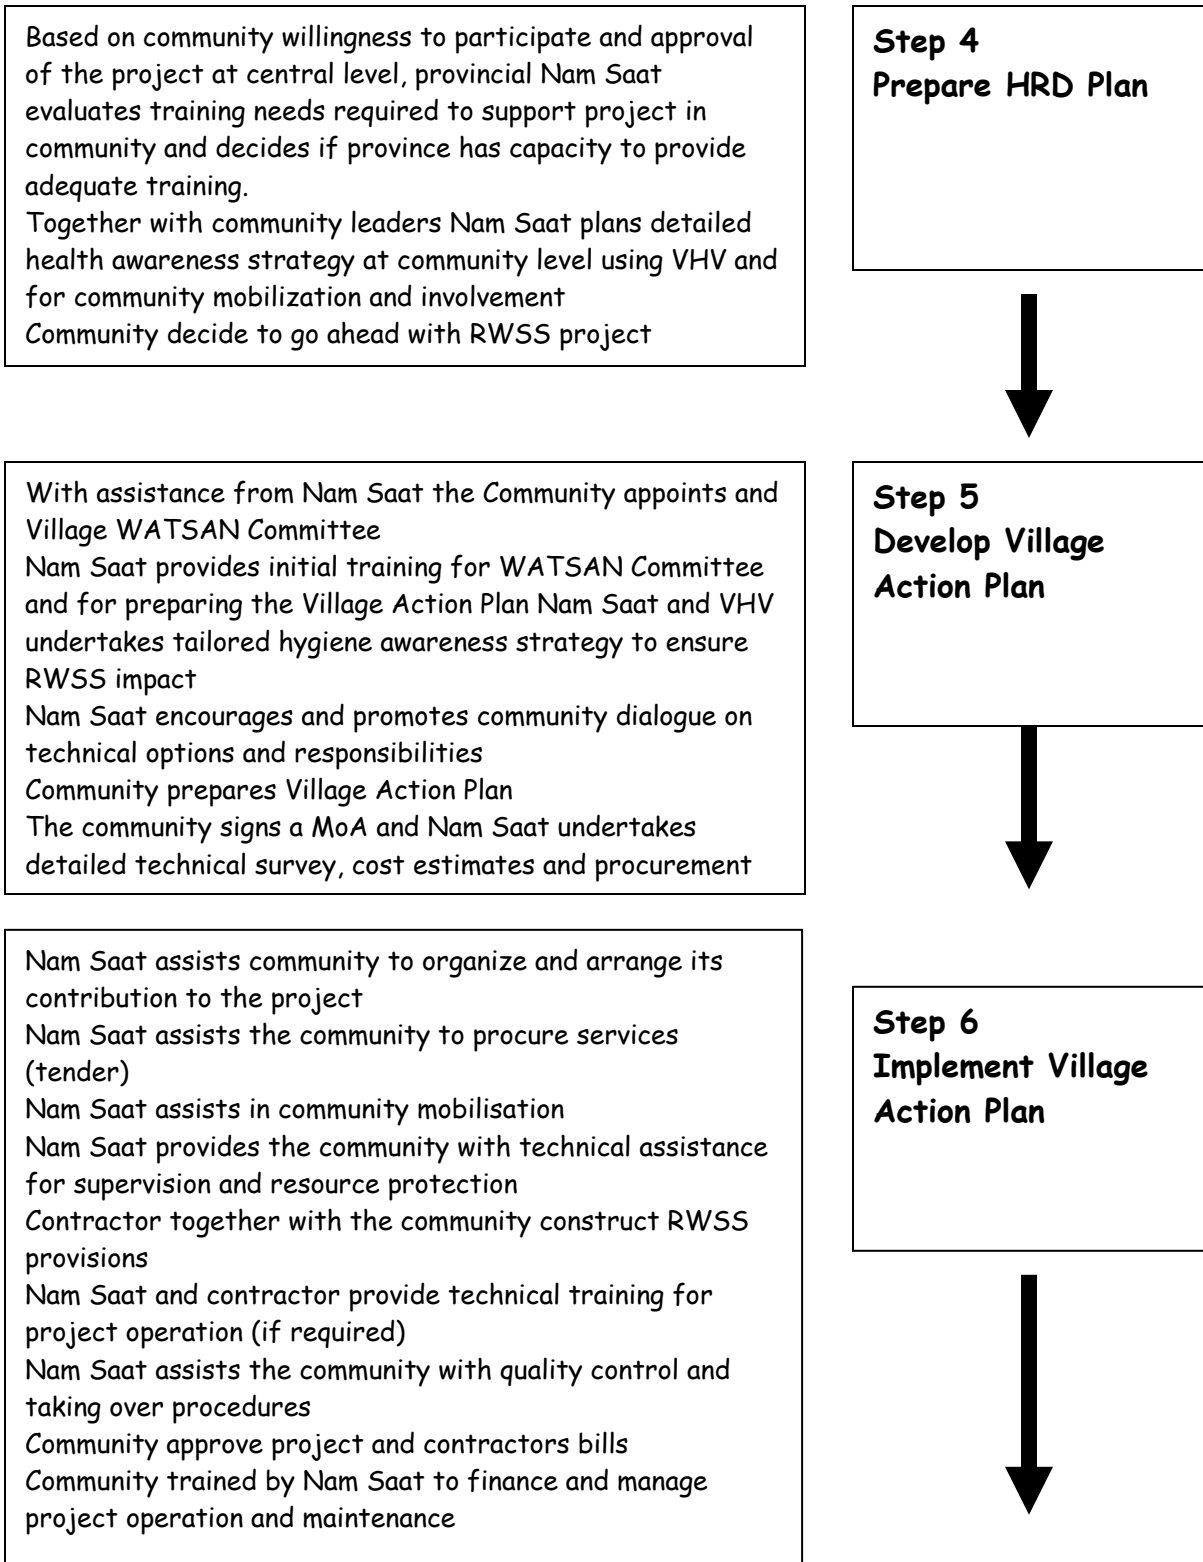 Based on community willingness to participate and approval
of the project at central level, provincial Nam Saat
evaluates training needs required to support project in
community and decides if province has capacity to provide
adequate training.
Together with community leaders Nam Saat plans detailed
health awareness strategy at community level using VHV and
for community mobilization and involvement
Community decide to go ahead with RWSS project
Step 4
Prepare HRD Plan
With assistance from Nam Saat the Community appoints and
Village WATSAN Committee
Nam Saat provides initial training for WATSAN Committee
and for preparing the Village Action Plan Nam Saat and VHV
undertakes tailored hygiene awareness strategy to ensure
RWSS impact
Nam Saat encourages and promotes community dialogue on
technical options and responsibilities
Community prepares Village Action Plan
The community signs a MoA and Nam Saat undertakes
detailed technical survey, cost estimates and procurement
Step 5
Develop Village
Action Plan
Nam Saat assists community to organize and arrange its
contribution to the project
Nam Saat assists the community to procure services
(tender)
Nam Saat assists in community mobilisation
Nam Saat provides the community with technical assistance
for supervision and resource protection
Contractor together with the community construct RWSS
provisions
Nam Saat and contractor provide technical training for
project operation (if required)
Nam Saat assists the community with quality control and
taking over procedures
Community approve project and contractors bills
Community trained by Nam Saat to finance and manage
project operation and maintenance
Step 6
Implement Village
Action Plan